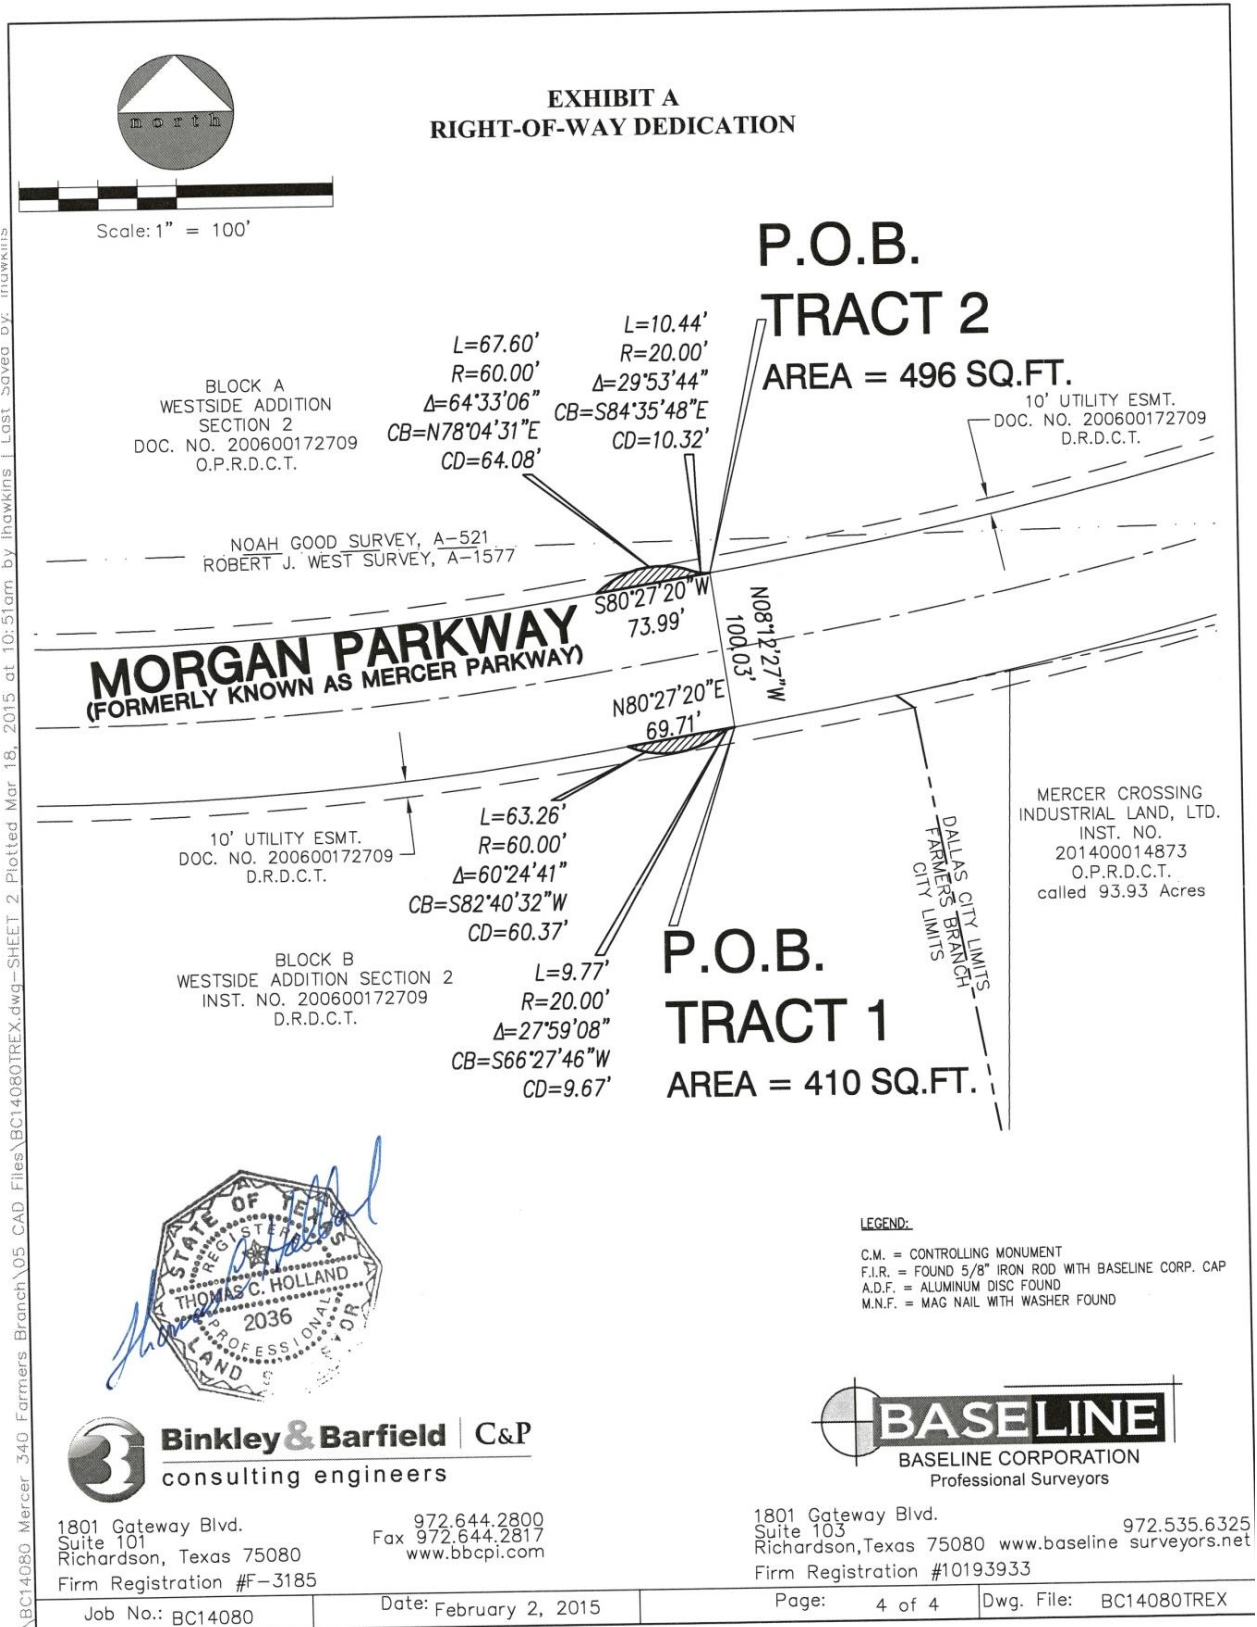 EXHIBIT A
RIGHT-OF-WAY DEDICATION
north
Scale: 1" = 100'
P.O.B.
TRACT 2
AREA = 496 SQ.FT.
L=67.60'
R=60.00'
Δ=64°33'06"
CB=N78°04'31"E
CD=64.08'
L=10.44'
R=20.00'
Δ=29°53'44"
CB=S84°35'48"E
CD=10.32'
BLOCK A
WESTSIDE ADDITION
SECTION 2
DOC. NO. 200600172709
O.P.R.D.C.T.
10' UTILITY ESMT.
DOC. NO. 200600172709
D.R.D.C.T.
NOAH GOOD SURVEY, A-521
ROBERT J. WEST SURVEY, A-1577
S80°27'20"W
73.99'
N08°12'27"W
100.03'
MORGAN PARKWAY
(FORMERLY KNOWN AS MERCER PARKWAY)
N80°27'20"E
69.71'
10' UTILITY ESMT.
DOC. NO. 200600172709
D.R.D.C.T.
L=63.26'
R=60.00'
Δ=60°24'41"
CB=S82°40'32"W
CD=60.37'
MERCER CROSSING
INDUSTRIAL LAND, LTD.
INST. NO.
201400014873
O.P.R.D.C.T.
called 93.93 Acres
DALLAS CITY LIMITS
FARMERS BRANCH
CITY LIMITS
BLOCK B
WESTSIDE ADDITION SECTION 2
INST. NO. 200600172709
D.R.D.C.T.
L=9.77'
R=20.00'
Δ=27°59'08"
CB=S66°27'46"W
CD=9.67'
P.O.B.
TRACT 1
AREA = 410 SQ.FT.
STATE OF TEXAS
REGISTERED
THOMAS C. HOLLAND
2036
PROFESSIONAL
LAND
LEGEND:
C.M. = CONTROLLING MONUMENT
F.I.R. = FOUND 5/8" IRON ROD WITH BASELINE CORP. CAP
A.D.F. = ALUMINUM DISC FOUND
M.N.F. = MAG NAIL WITH WASHER FOUND
Binkley & Barfield | C&P
consulting engineers
1801 Gateway Blvd.
Suite 101
Richardson, Texas 75080
Firm Registration #F-3185
972.644.2800
Fax 972.644.2817
www.bbcpi.com
BASELINE
BASELINE CORPORATION
Professional Surveyors
1801 Gateway Blvd.
Suite 103
Richardson, Texas 75080
972.535.6325
www.baseline surveyors.net
Firm Registration #10193933
Job No.: BC14080
Date: February 2, 2015
Page: 4 of 4
Dwg. File: BC14080TREX
\BC14080 Mercer 340 Farmers Branch\05 CAD Files\BC14080TREX.dwg-SHEET 2 Plotted Mar 18, 2015 at 10:51am by lhawkins | Last Saved by: lhawkins